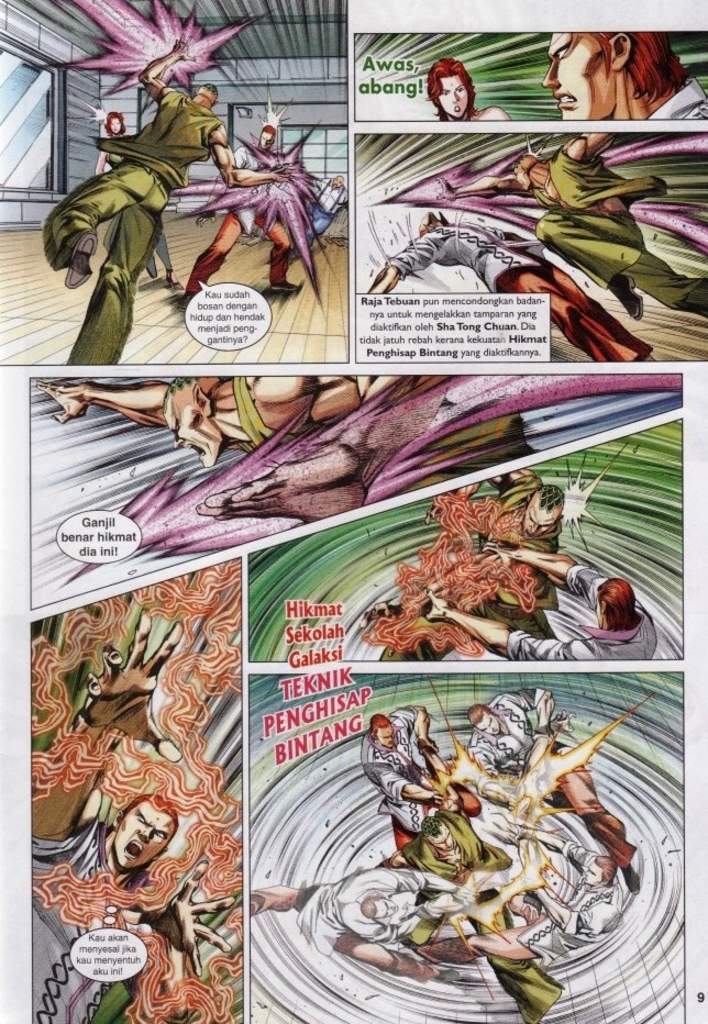 Kau sudah
bosan dengan
hidup dan hendak
menjadi peng-
gantinya?
Awas,
abang!
Raja Tebuan pun mencondongkan badan-
nya untuk mengelakkan tamparan yang
diaktifkan oleh Sha Tong Chuan. Dia
tidak jatuh rebah kerana kekuatan Hikmat
Penghisap Bintang yang diaktifkannya.
Ganjil
benar hikmat
dia ini!
Hikmat
Sekolah
Galaksi
TEKNIK
PENGHISAP
BINTANG
Kau akan
menyesal jika
kau menyentuh
aku ini!
9